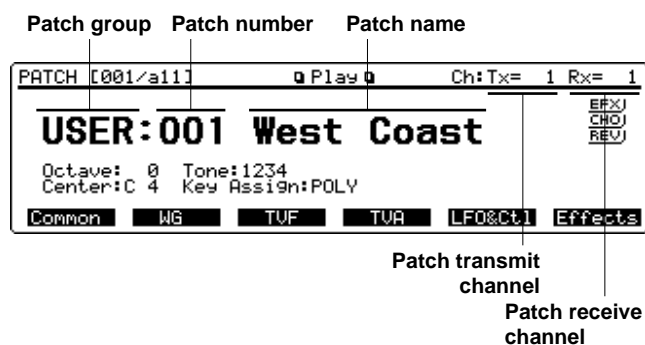 Patch group Patch number Patch name
PATCH [001/a11] Play Ch:Tx= 1 Rx= 1
USER:001 West Coast
EFX
CHO
REV
Octave: 0 Tone:1234
Center:C 4 Key Assign:POLY
Common WG TVF TVA LFO&Ctl Effects
Patch transmit
channel
Patch receive
channel